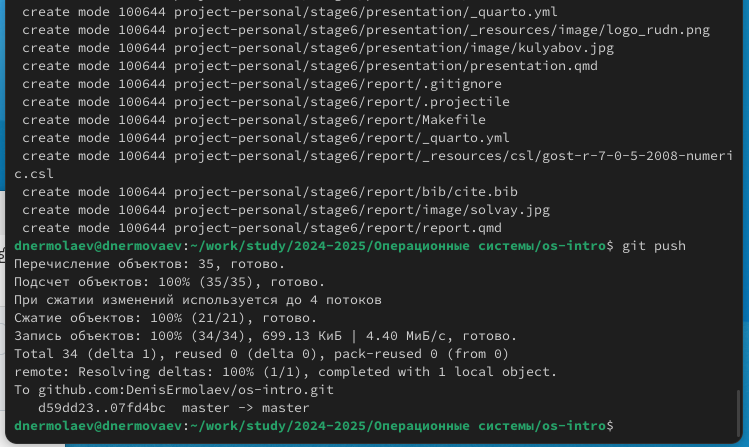 create mode 100644 project-personal/stage6/presentation/_quarto.yml
create mode 100644 project-personal/stage6/presentation/_resources/image/logo_rudn.png
create mode 100644 project-personal/stage6/presentation/image/kulyabov.jpg
create mode 100644 project-personal/stage6/presentation/presentation.qmd
create mode 100644 project-personal/stage6/report/.gitignore
create mode 100644 project-personal/stage6/report/.projectile
create mode 100644 project-personal/stage6/report/Makefile
create mode 100644 project-personal/stage6/report/_quarto.yml
create mode 100644 project-personal/stage6/report/_resources/csl/gost-r-7-0-5-2008-numeri
c.csl
create mode 100644 project-personal/stage6/report/bib/cite.bib
create mode 100644 project-personal/stage6/report/image/solvay.jpg
create mode 100644 project-personal/stage6/report/report.qmd
dnermolaev@dnermovaev:~/work/study/2024-2025/Операционные системы/os-intro$ git push
Перечисление объектов: 35, готово.
Подсчет объектов: 100% (35/35), готово.
При сжатии изменений используется до 4 потоков
Сжатие объектов: 100% (21/21), готово.
Запись объектов: 100% (34/34), 699.13 КиБ | 4.40 МиБ/с, готово.
Total 34 (delta 1), reused 0 (delta 0), pack-reused 0 (from 0)
remote: Resolving deltas: 100% (1/1), completed with 1 local object.
To github.com:DenisErmolaev/os-intro.git
d59dd23..07fd4bc  master -> master
dnermolaev@dnermovaev:~/work/study/2024-2025/Операционные системы/os-intro$